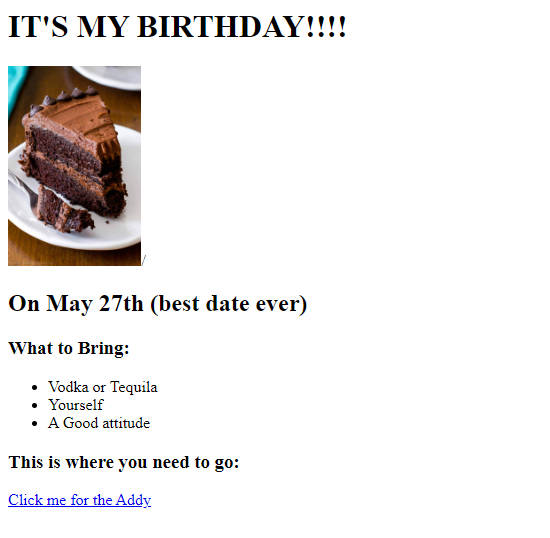 IT'S MY BIRTHDAY!!!!
/
On May 27th (best date ever)
What to Bring:
• Vodka or Tequila
• Yourself
• A Good attitude
This is where you need to go:
Click me for the Addy